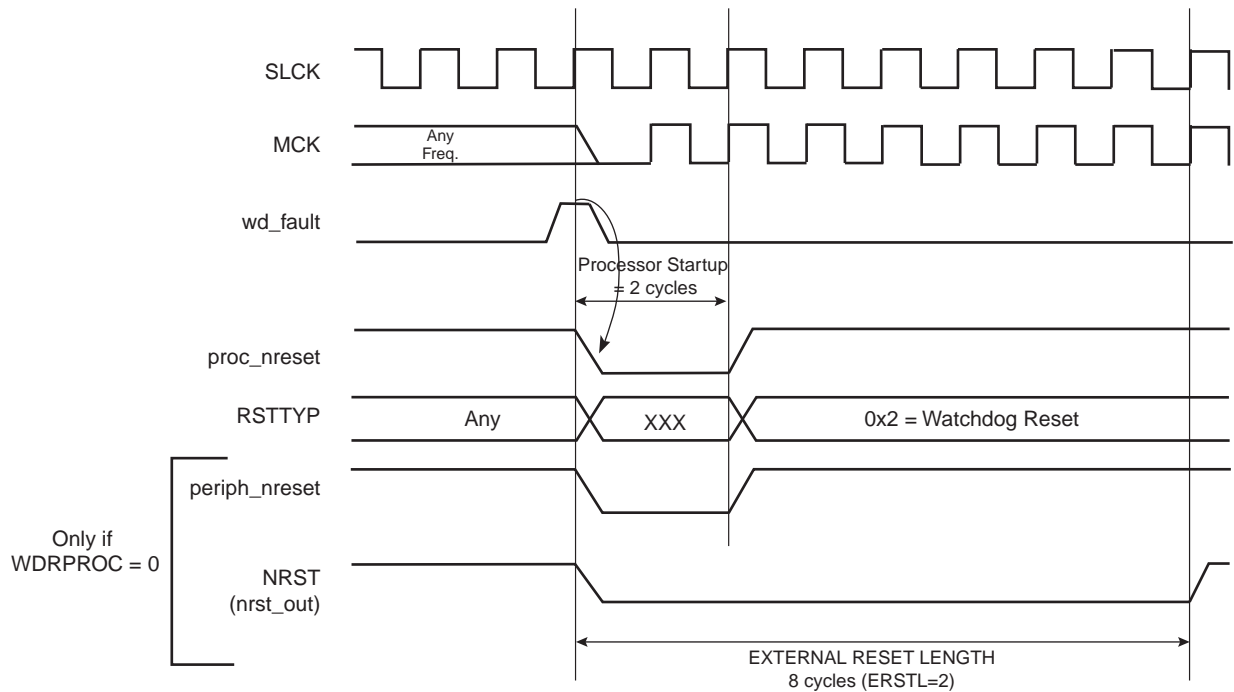 SLCK
MCK
Any
Freq.
wd_fault
Processor Startup
= 2 cycles
proc_nreset
RSTTYP
Any
XXX
0x2 = Watchdog Reset
periph_nreset
Only if
WDRPROC = 0
NRST
(nrst_out)
EXTERNAL RESET LENGTH
8 cycles (ERSTL=2)